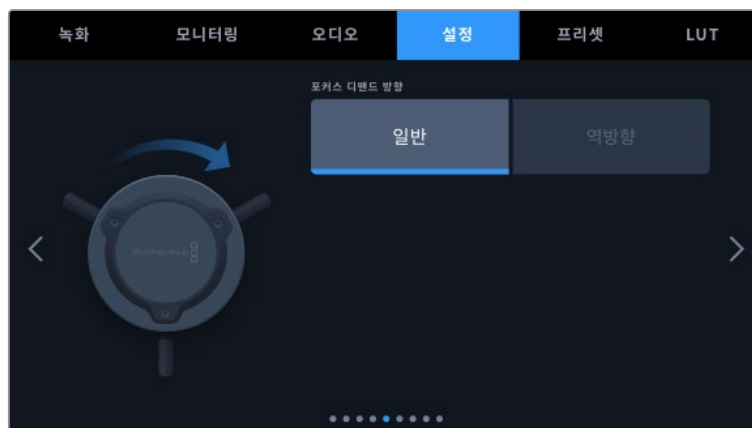 녹화 모니터링 오디오 설정 프리셋 LUT
포커스 디맨드 방향
일반 역방향
Blackmagicdesign